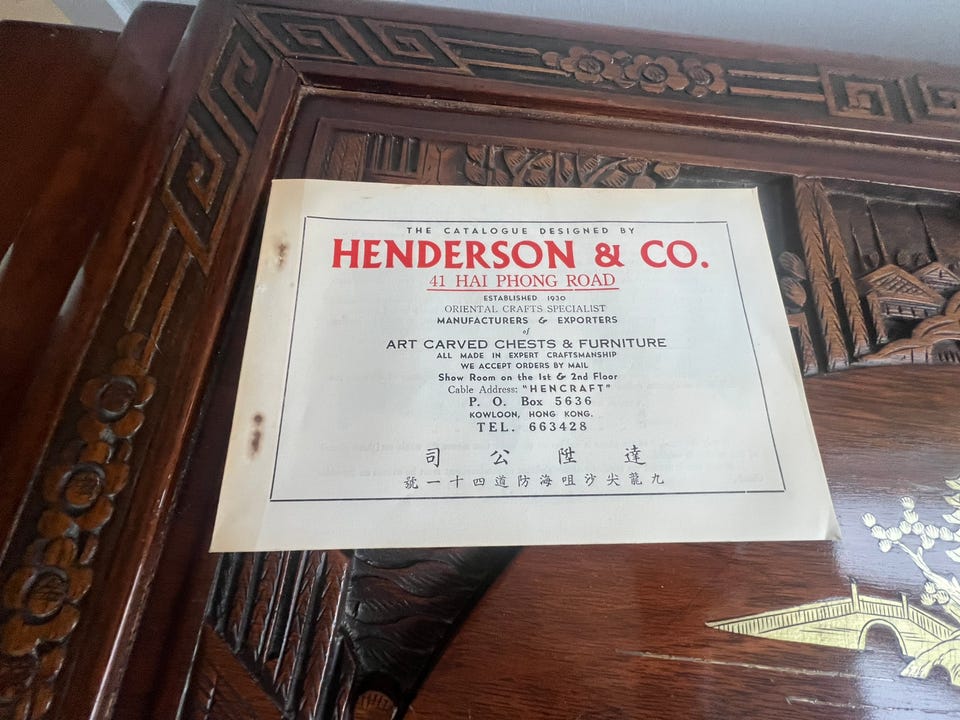 THE CATALOGUE DESIGNED BY
HENDERSON & CO.
41 HAI PHONG ROAD
ESTABLISHED 1930
ORIENTAL CRAFTS SPECIALIST
MANUFACTURERS & EXPORTERS
of
ART CARVED CHESTS & FURNITURE
ALL MADE IN EXPERT CRAFTSMANSHIP
WE ACCEPT ORDERS BY MAIL
Show Room on the 1st & 2nd Floor
Cable Address: "HENCRAFT"
P. O. Box 5636
KOWLOON, HONG KONG.
TEL. 663428
司公陞達
號一十四道防海咀沙尖龍九